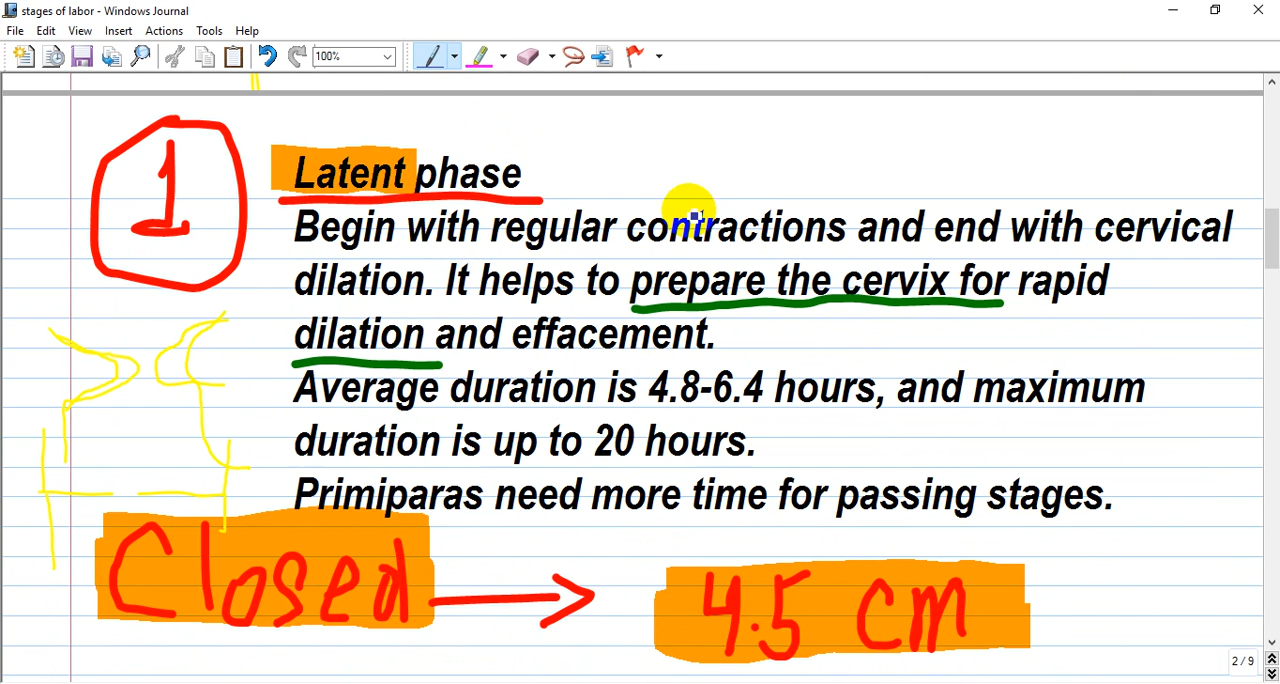 stages of labor - Windows Journal
File Edit View Insert Actions Tools Help
100%
1
Latent phase
Begin with regular contractions and end with cervical
dilation. It helps to prepare the cervix for rapid
dilation and effacement.
Average duration is 4.8-6.4 hours, and maximum
duration is up to 20 hours.
Primiparas need more time for passing stages.
Closed → 4.5 cm
2 / 9